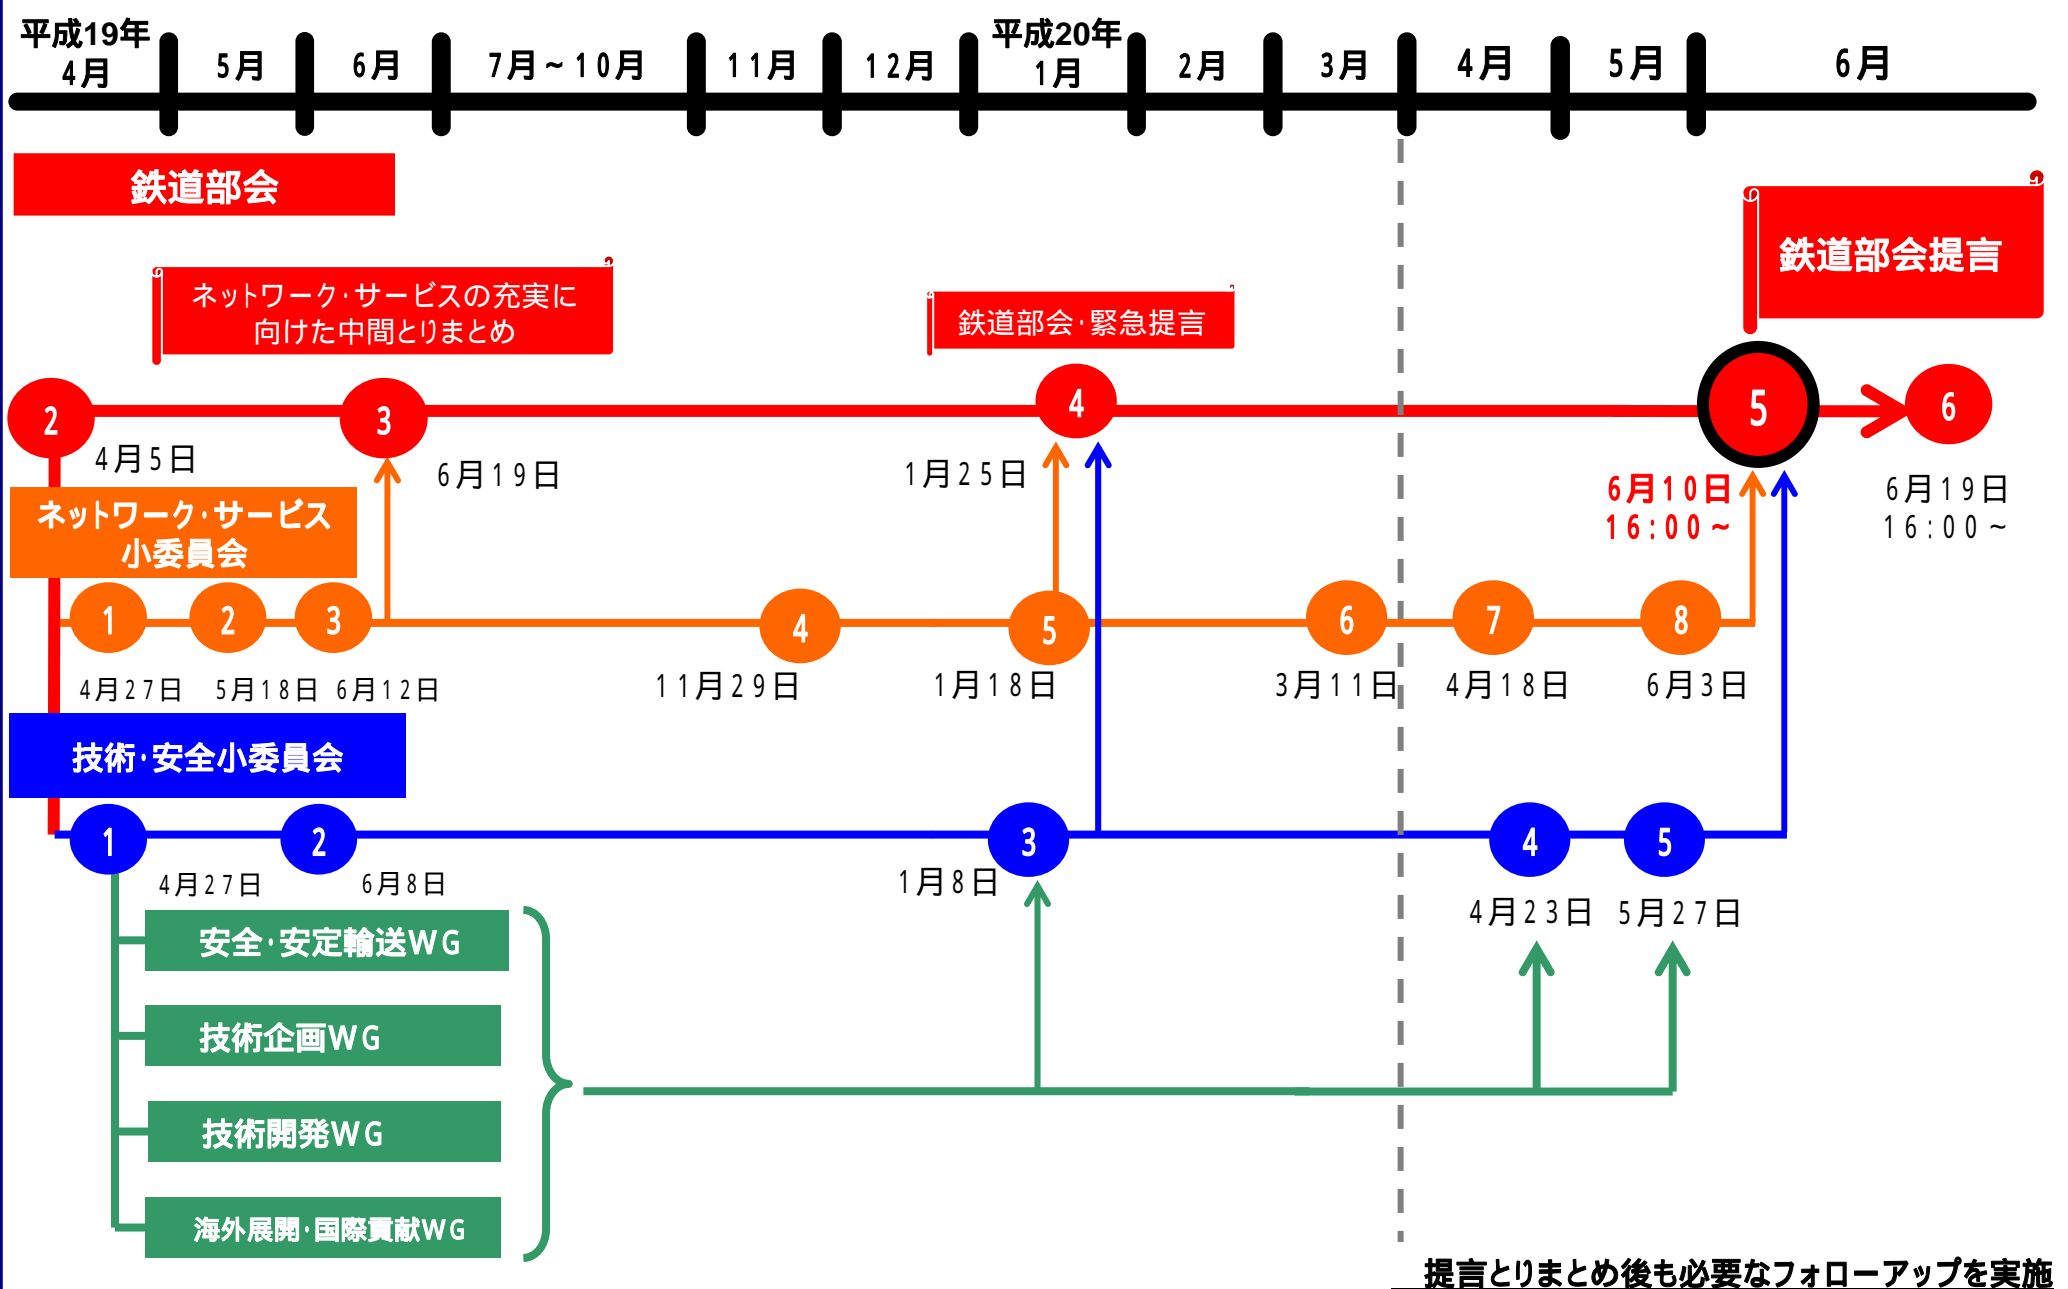 平成19年
4月
5月
6月
7月～10月
11月
12月
平成20年
1月
2月
3月
4月
5月
6月
鉄道部会
鉄道部会提言
ネットワーク・サービスの充実に
向けた中間とりまとめ
鉄道部会・緊急提言
2
3
4
5
6
4月5日
6月19日
1月25日
6月10日
16:00～
6月19日
16:00～
ネットワーク・サービス
小委員会
1
2
3
4
5
6
7
8
4月27日
5月18日
6月12日
11月29日
1月18日
3月11日
4月18日
6月3日
技術・安全小委員会
1
2
3
4
5
4月27日
6月8日
1月8日
4月23日
5月27日
安全・安定輸送WG
技術企画WG
技術開発WG
海外展開・国際貢献WG
提言とりまとめ後も必要なフォローアップを実施